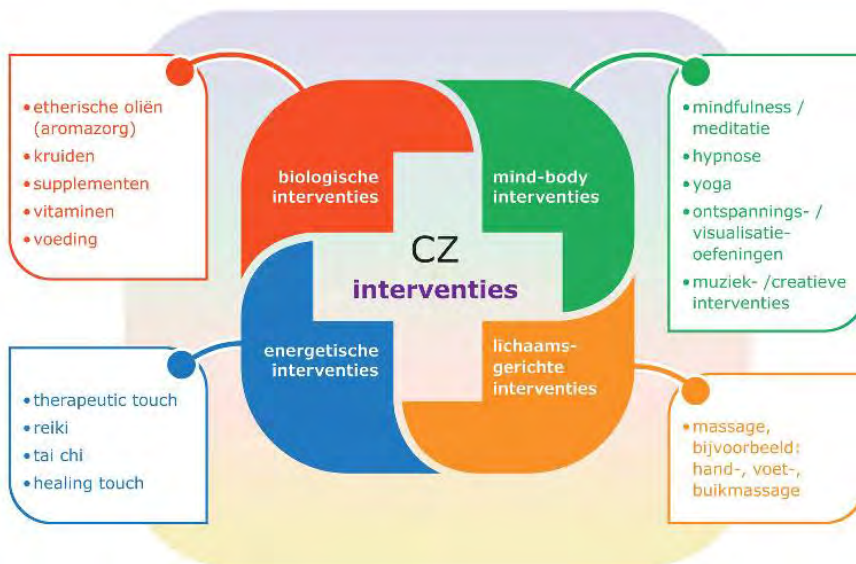 • etherische oliën
(aromazorg)
• kruiden
• supplementen
• vitaminen
• voeding
biologische
interventies
mind-body
interventies
• mindfulness /
meditatie
• hypnose
• yoga
• ontspannings- /
visualisatie-
oefeningen
• muziek- /creatieve
interventies
CZ
interventies
energetische
interventies
lichaams-
gerichte
interventies
• therapeutic touch
• reiki
• tai chi
• healing touch
• massage,
bijvoorbeeld:
hand-, voet-,
buikmassage